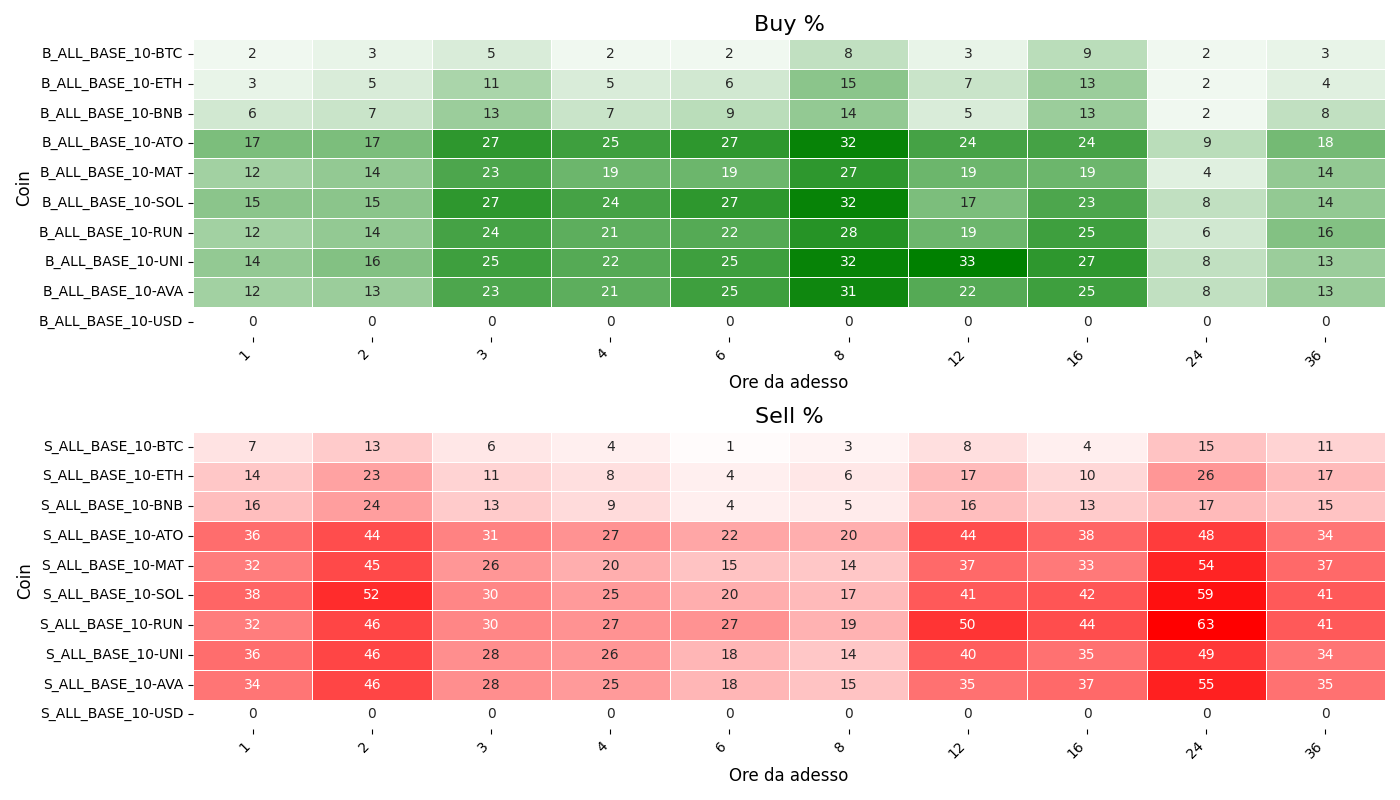 Buy %
Coin
B_ALL_BASE_10-BTC 2 3 5 2 2 8 3 9 2 3
B_ALL_BASE_10-ETH 3 5 11 5 6 15 7 13 2 4
B_ALL_BASE_10-BNB 6 7 13 7 9 14 5 13 2 8
B_ALL_BASE_10-ATO 17 17 27 25 27 32 24 24 9 18
B_ALL_BASE_10-MAT 12 14 23 19 19 27 19 19 4 14
B_ALL_BASE_10-SOL 15 15 27 24 27 32 17 23 8 14
B_ALL_BASE_10-RUN 12 14 24 21 22 28 19 25 6 16
B_ALL_BASE_10-UNI 14 16 25 22 25 32 33 27 8 13
B_ALL_BASE_10-AVA 12 13 23 21 25 31 22 25 8 13
B_ALL_BASE_10-USD 0 0 0 0 0 0 0 0 0 0
1 2 3 4 6 8 12 16 24 36
Ore da adesso
Sell %
Coin
S_ALL_BASE_10-BTC 7 13 6 4 1 3 8 4 15 11
S_ALL_BASE_10-ETH 14 23 11 8 4 6 17 10 26 17
S_ALL_BASE_10-BNB 16 24 13 9 4 5 16 13 17 15
S_ALL_BASE_10-ATO 36 44 31 27 22 20 44 38 48 34
S_ALL_BASE_10-MAT 32 45 26 20 15 14 37 33 54 37
S_ALL_BASE_10-SOL 38 52 30 25 20 17 41 42 59 41
S_ALL_BASE_10-RUN 32 46 30 27 27 19 50 44 63 41
S_ALL_BASE_10-UNI 36 46 28 26 18 14 40 35 49 34
S_ALL_BASE_10-AVA 34 46 28 25 18 15 35 37 55 35
S_ALL_BASE_10-USD 0 0 0 0 0 0 0 0 0 0
1 2 3 4 6 8 12 16 24 36
Ore da adesso